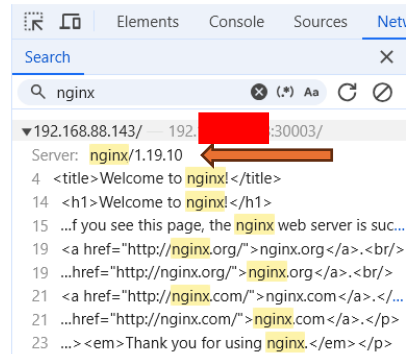 Elements Console Sources Netw
Search
nginx (.*) Aa
192.168.88.143/ — 192. :30003/
Server: nginx/1.19.10
4 <title>Welcome to nginx!</title>
14 <h1>Welcome to nginx!</h1>
15 ...f you see this page, the nginx web server is suc...
19 <a href="http://nginx.org/">nginx.org</a>.<br/>
19 ...href="http://nginx.org/">nginx.org</a>.<br/>
21 <a href="http://nginx.com/">nginx.com</a>.</...
21 ...href="http://nginx.com/">nginx.com</a>.</p>
23 ...><em>Thank you for using nginx.</em></p>